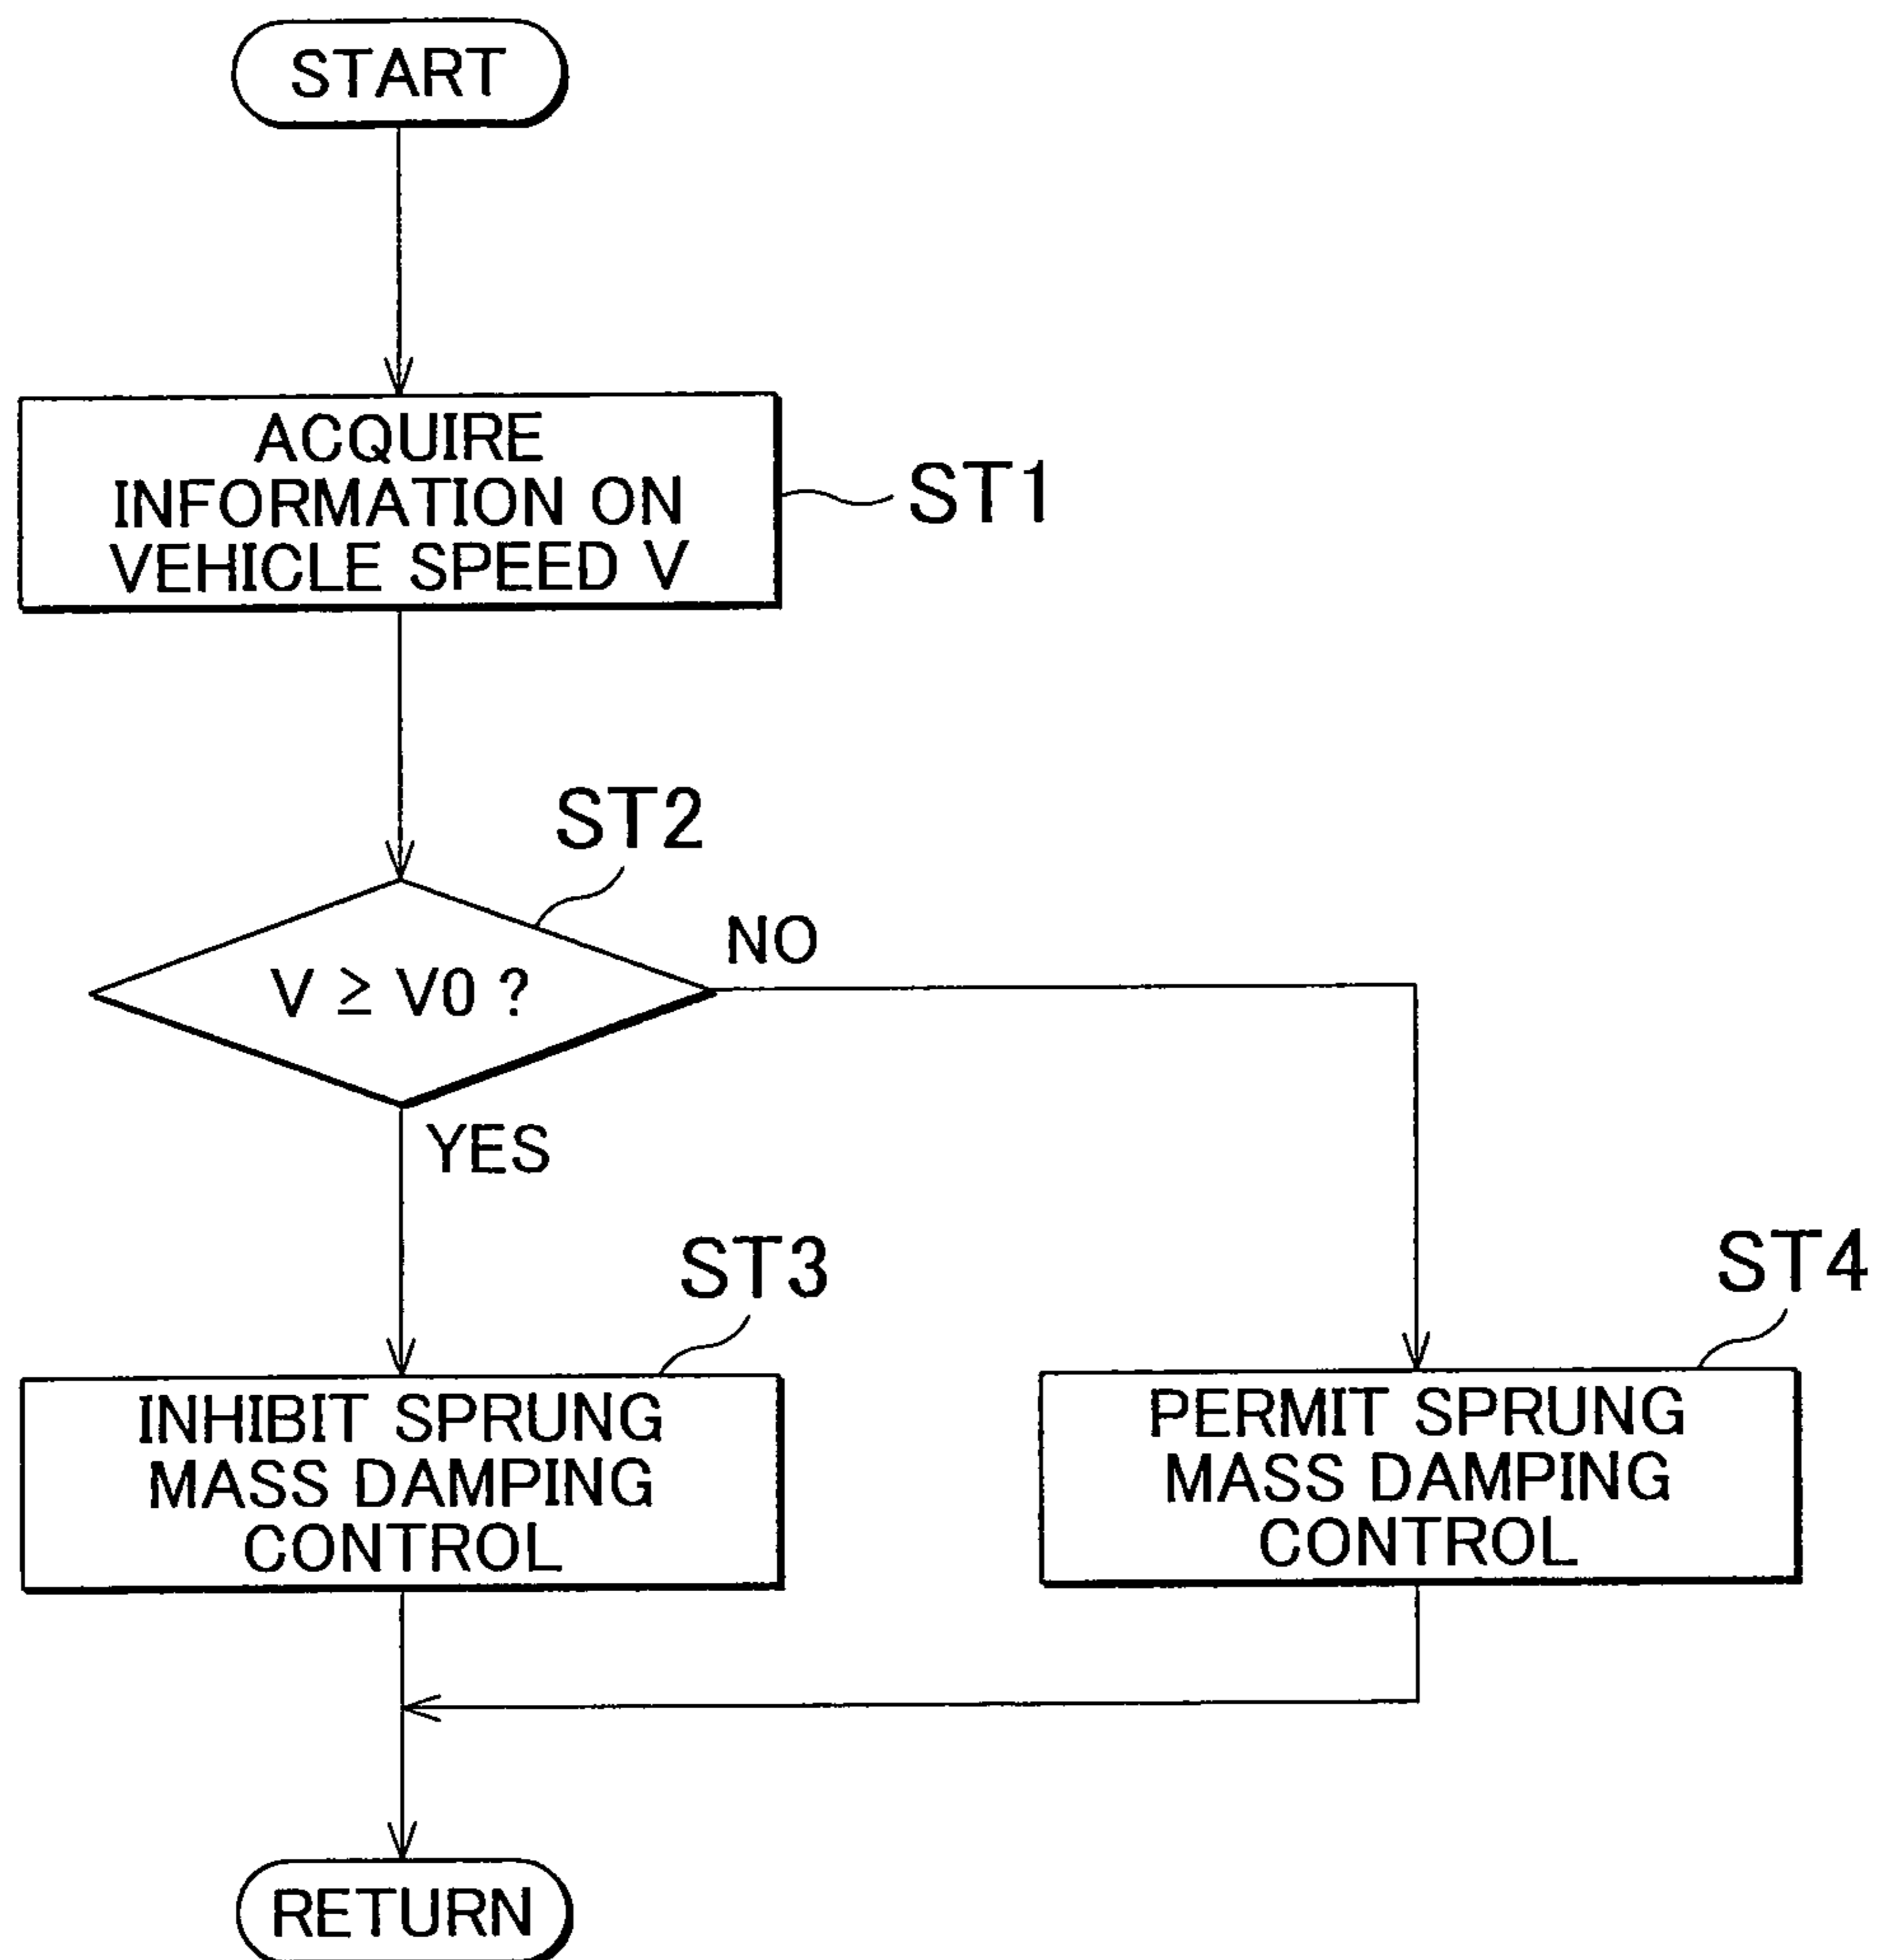 START
ACQUIRE
INFORMATION ON
VEHICLE SPEED V
ST1
ST2
V ≥ V0 ?
NO
YES
ST3
INHIBIT SPRUNG
MASS DAMPING
CONTROL
ST4
PERMIT SPRUNG
MASS DAMPING
CONTROL
RETURN